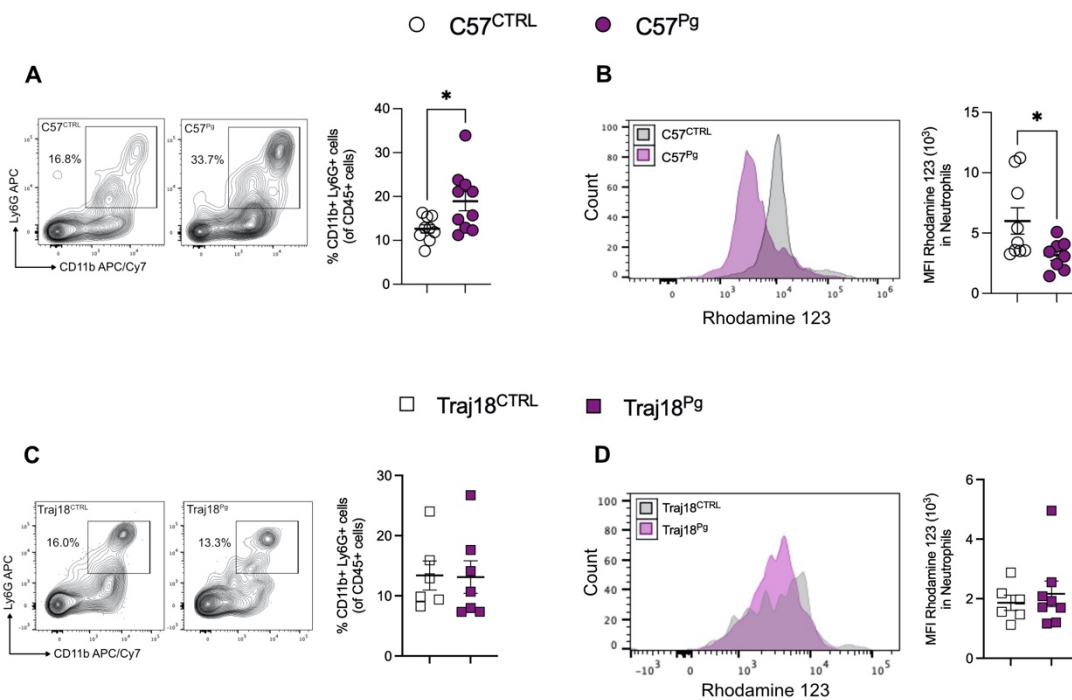 C57CTRL C57Pg
A
C57CTRL
16.8%
C57Pg
33.7%
Ly6G APC
CD11b APC/Cy7
% CD11b+ Ly6G+ cells
(of CD45+ cells)
40
30
20
10
0
*
B
C57CTRL
C57Pg
Count
100
80
60
40
20
0
0 103 104 105 106
Rhodamine 123
MFI Rhodamine 123 (103)
in Neutrophils
15
10
5
0
*
Traj18CTRL Traj18Pg
C
Traj18CTRL
16.0%
Traj18Pg
13.3%
Ly6G APC
CD11b APC/Cy7
% CD11b+ Ly6G+ cells
(of CD45+ cells)
30
20
10
0
D
Traj18CTRL
Traj18Pg
Count
100
80
60
40
20
0
-103 0 103 104 105
Rhodamine 123
MFI Rhodamine 123 (103)
in Neutrophils
6
4
2
0